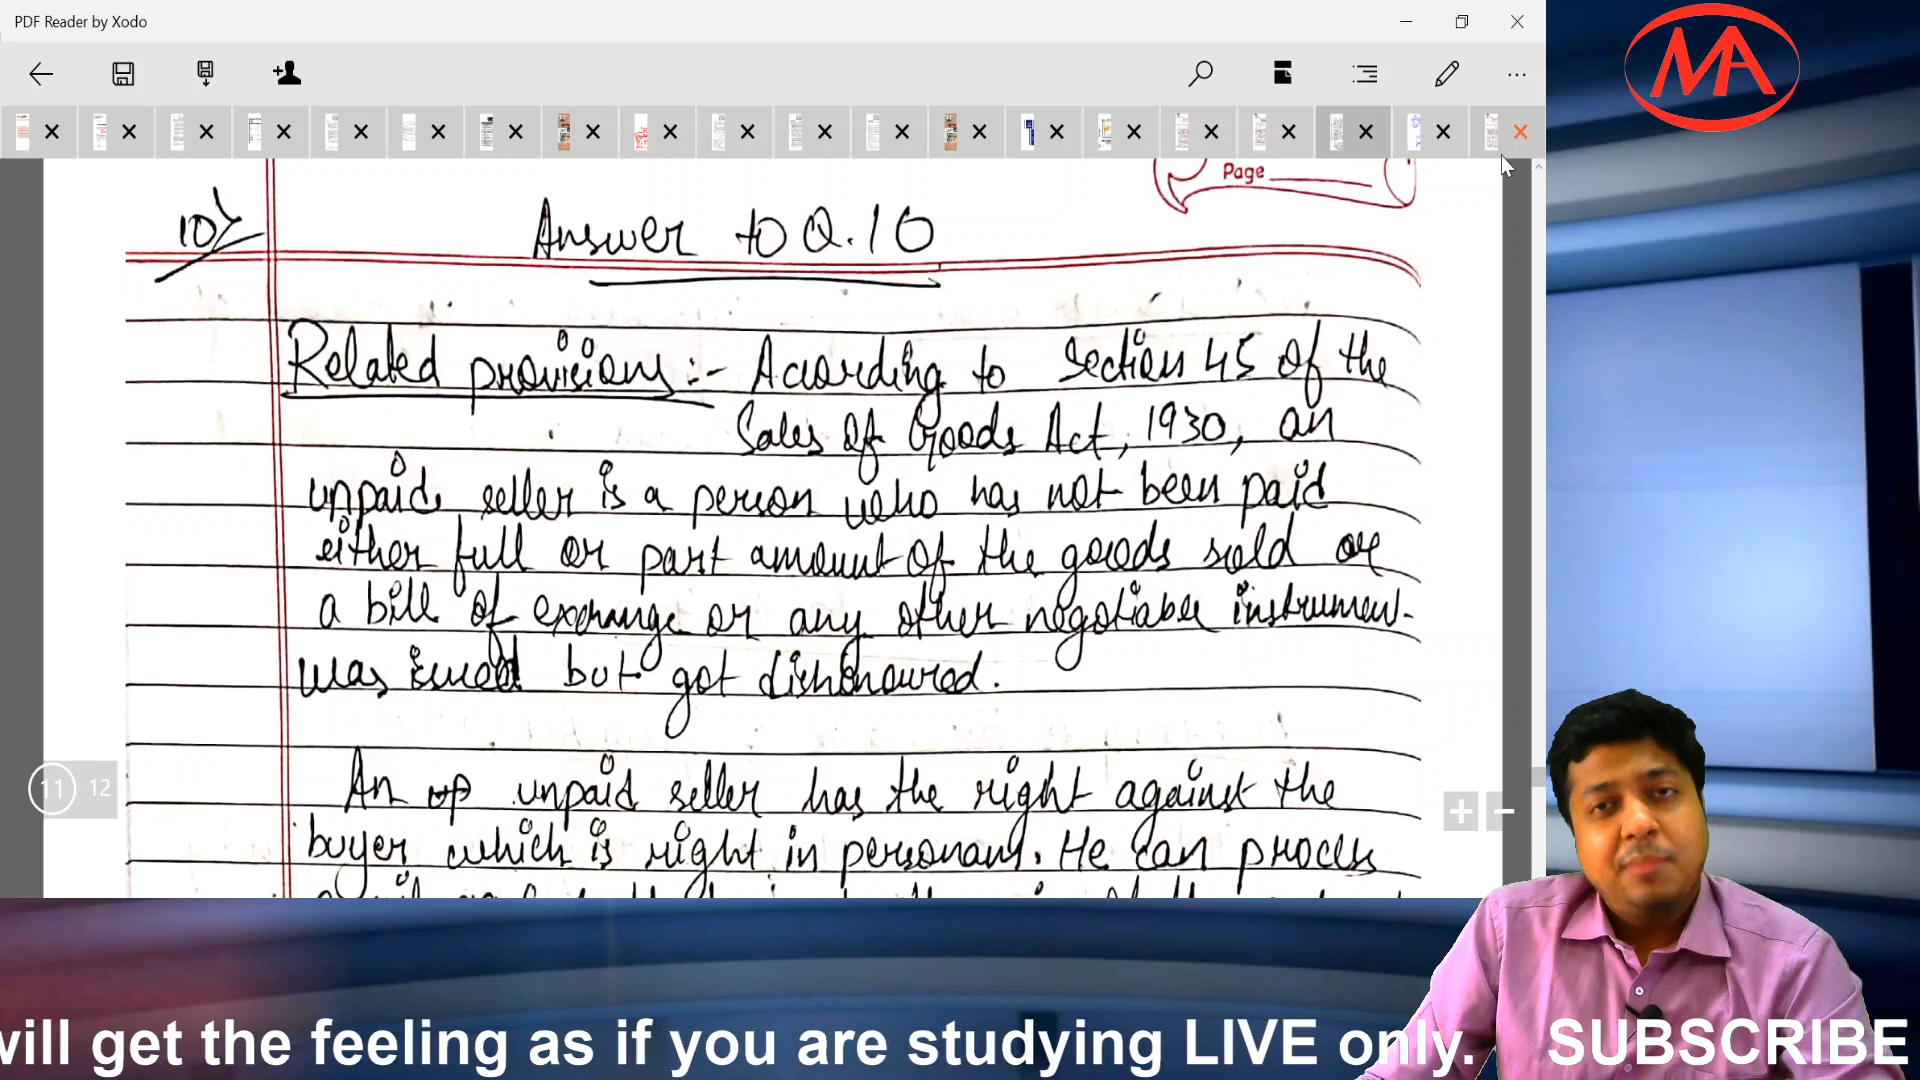 PDF Reader by Xodo
MA
Page
10)
Answer to Q.10
Related provisions :- According to Section 45 of the
Sales of Goods Act, 1930, an
unpaid seller is a person who has not been paid
either full or part amount of the goods sold or
a bill of exchange or any other negotiable instrument
was issued but got dishonoured.
An up unpaid seller has the right against the
buyer which is right in personam. He can process
11 12
will get the feeling as if you are studying LIVE only. SUBSCRIBE